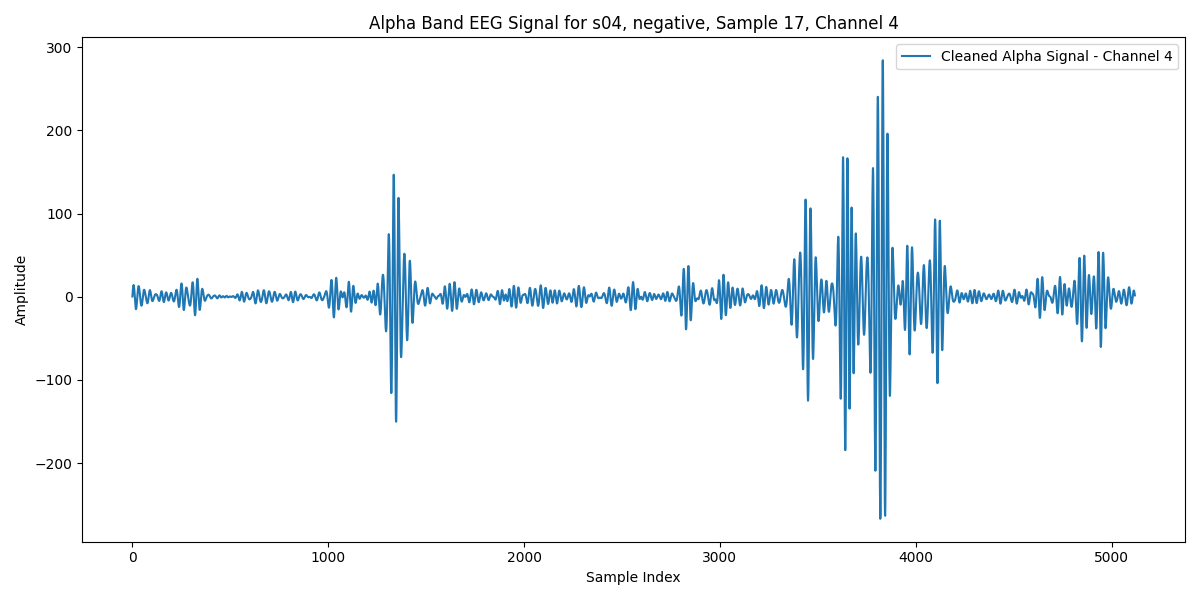 Alpha Band EEG Signal for s04, negative, Sample 17, Channel 4
Cleaned Alpha Signal - Channel 4
Amplitude
300
200
100
0
−100
−200
0 1000 2000 3000 4000 5000
Sample Index